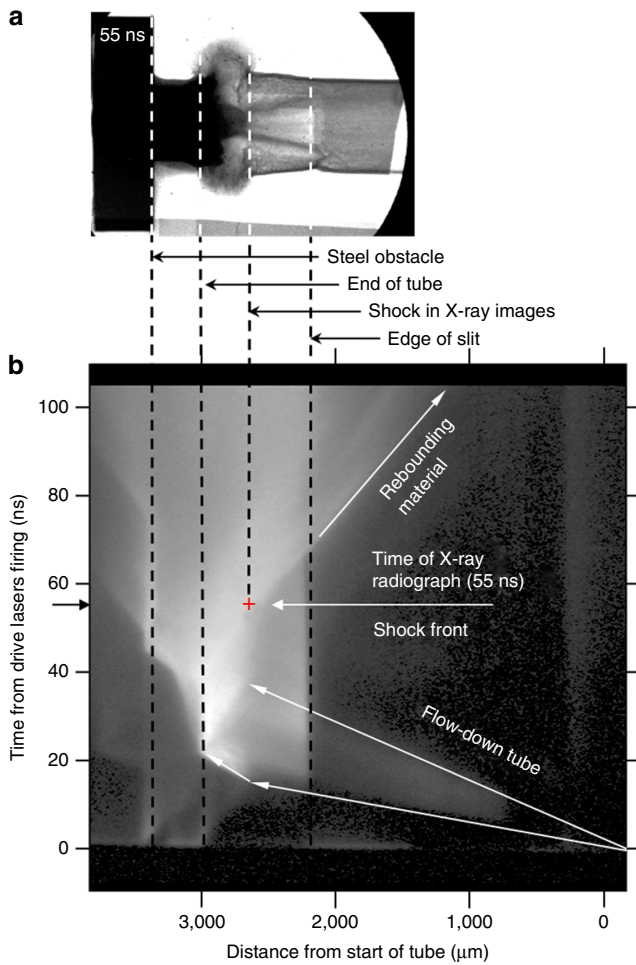 a
55 ns
Steel obstacle
End of tube
Shock in X-ray images
Edge of slit
b
100
80
60
40
20
0
Time from drive lasers firing (ns)
Rebounding
material
Time of X-ray
radiograph (55 ns)
Shock front
Flow-down tube
3,000
2,000
1,000
0
Distance from start of tube (μm)